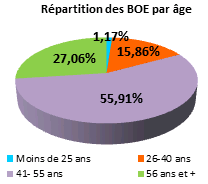 Répartition des BOE par âge
1,17%
15,86%
27,06%
55,91%
Moins de 25 ans 26-40 ans
41- 55 ans 56 ans et +